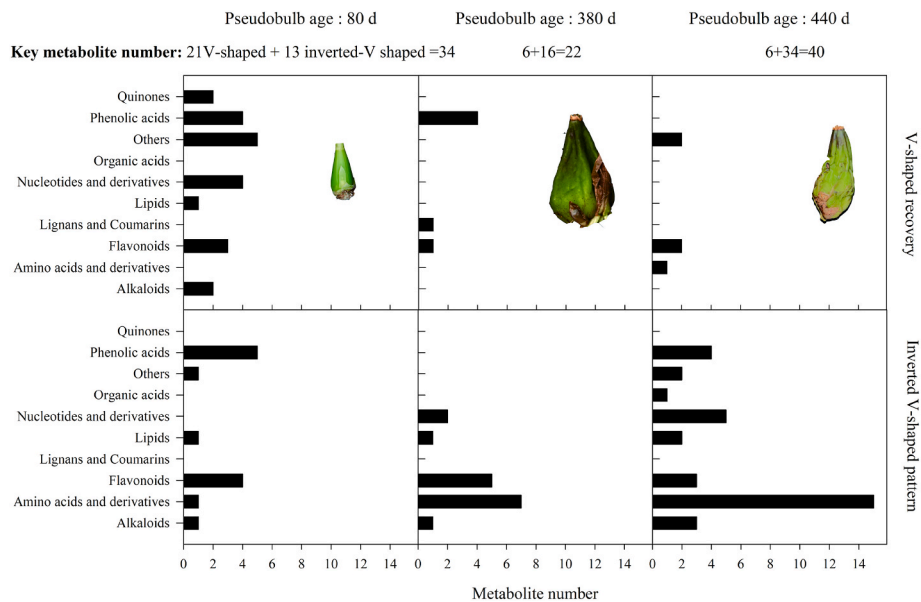 Pseudobulb age : 80 d
Pseudobulb age : 380 d
Pseudobulb age : 440 d
Key metabolite number: 21V-shaped + 13 inverted-V shaped =34
6+16=22
6+34=40
Quinones
Phenolic acids
Others
Organic acids
Nucleotides and derivatives
Lipids
Lignans and Coumarins
Flavonoids
Amino acids and derivatives
Alkaloids
V-shaped recovery
Quinones
Phenolic acids
Others
Organic acids
Nucleotides and derivatives
Lipids
Lignans and Coumarins
Flavonoids
Amino acids and derivatives
Alkaloids
Inverted V-shaped pattern
0 2 4 6 8 10 12 14 0 2 4 6 8 10 12 14 0 2 4 6 8 10 12 14
Metabolite number